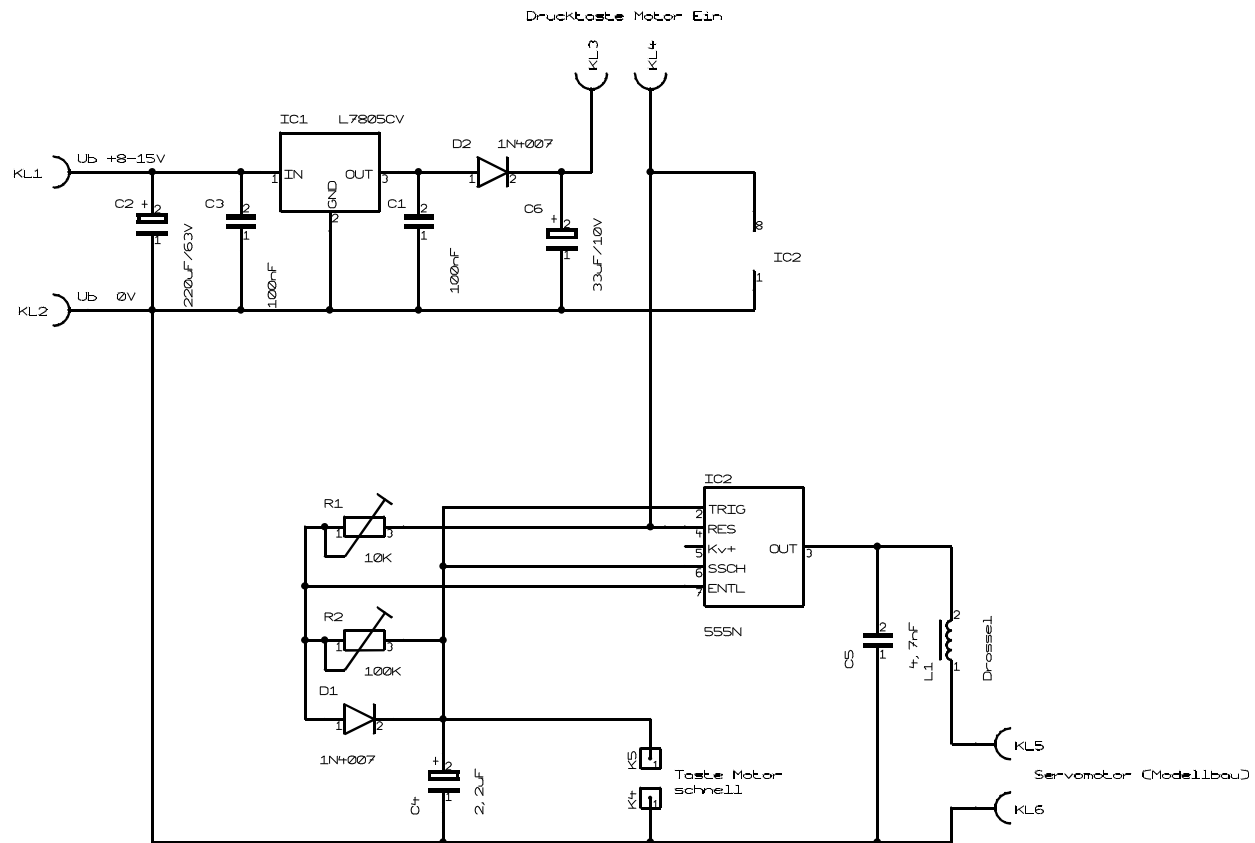 Drucktaste Motor Ein
KL3
KL4
IC1 L7805CV
D2 1N4007
KL1
Ub +8-15V
1 IN
OUT 3
GND
2
1
2
C2 + 2
1
220uF/63V
C3 2
1
100nF
C1 2
1
100nF
C6 + 2
1
33uF/10V
8
IC2
1
KL2
Ub 0V
IC2
R1
1
3
10K
2 TRIG
4 RES
5 Kv+
6 SSCH
7 ENTL
OUT 3
555N
R2
1
3
100K
D1
1
2
1N4007
+ 2
1
C4
2,2uF
K5
1
K4
1
Taste Motor
schnell
2
1
C5
4,7nF
L1
2
1
Drossel
KL5
Servomotor (Modellbau)
KL6